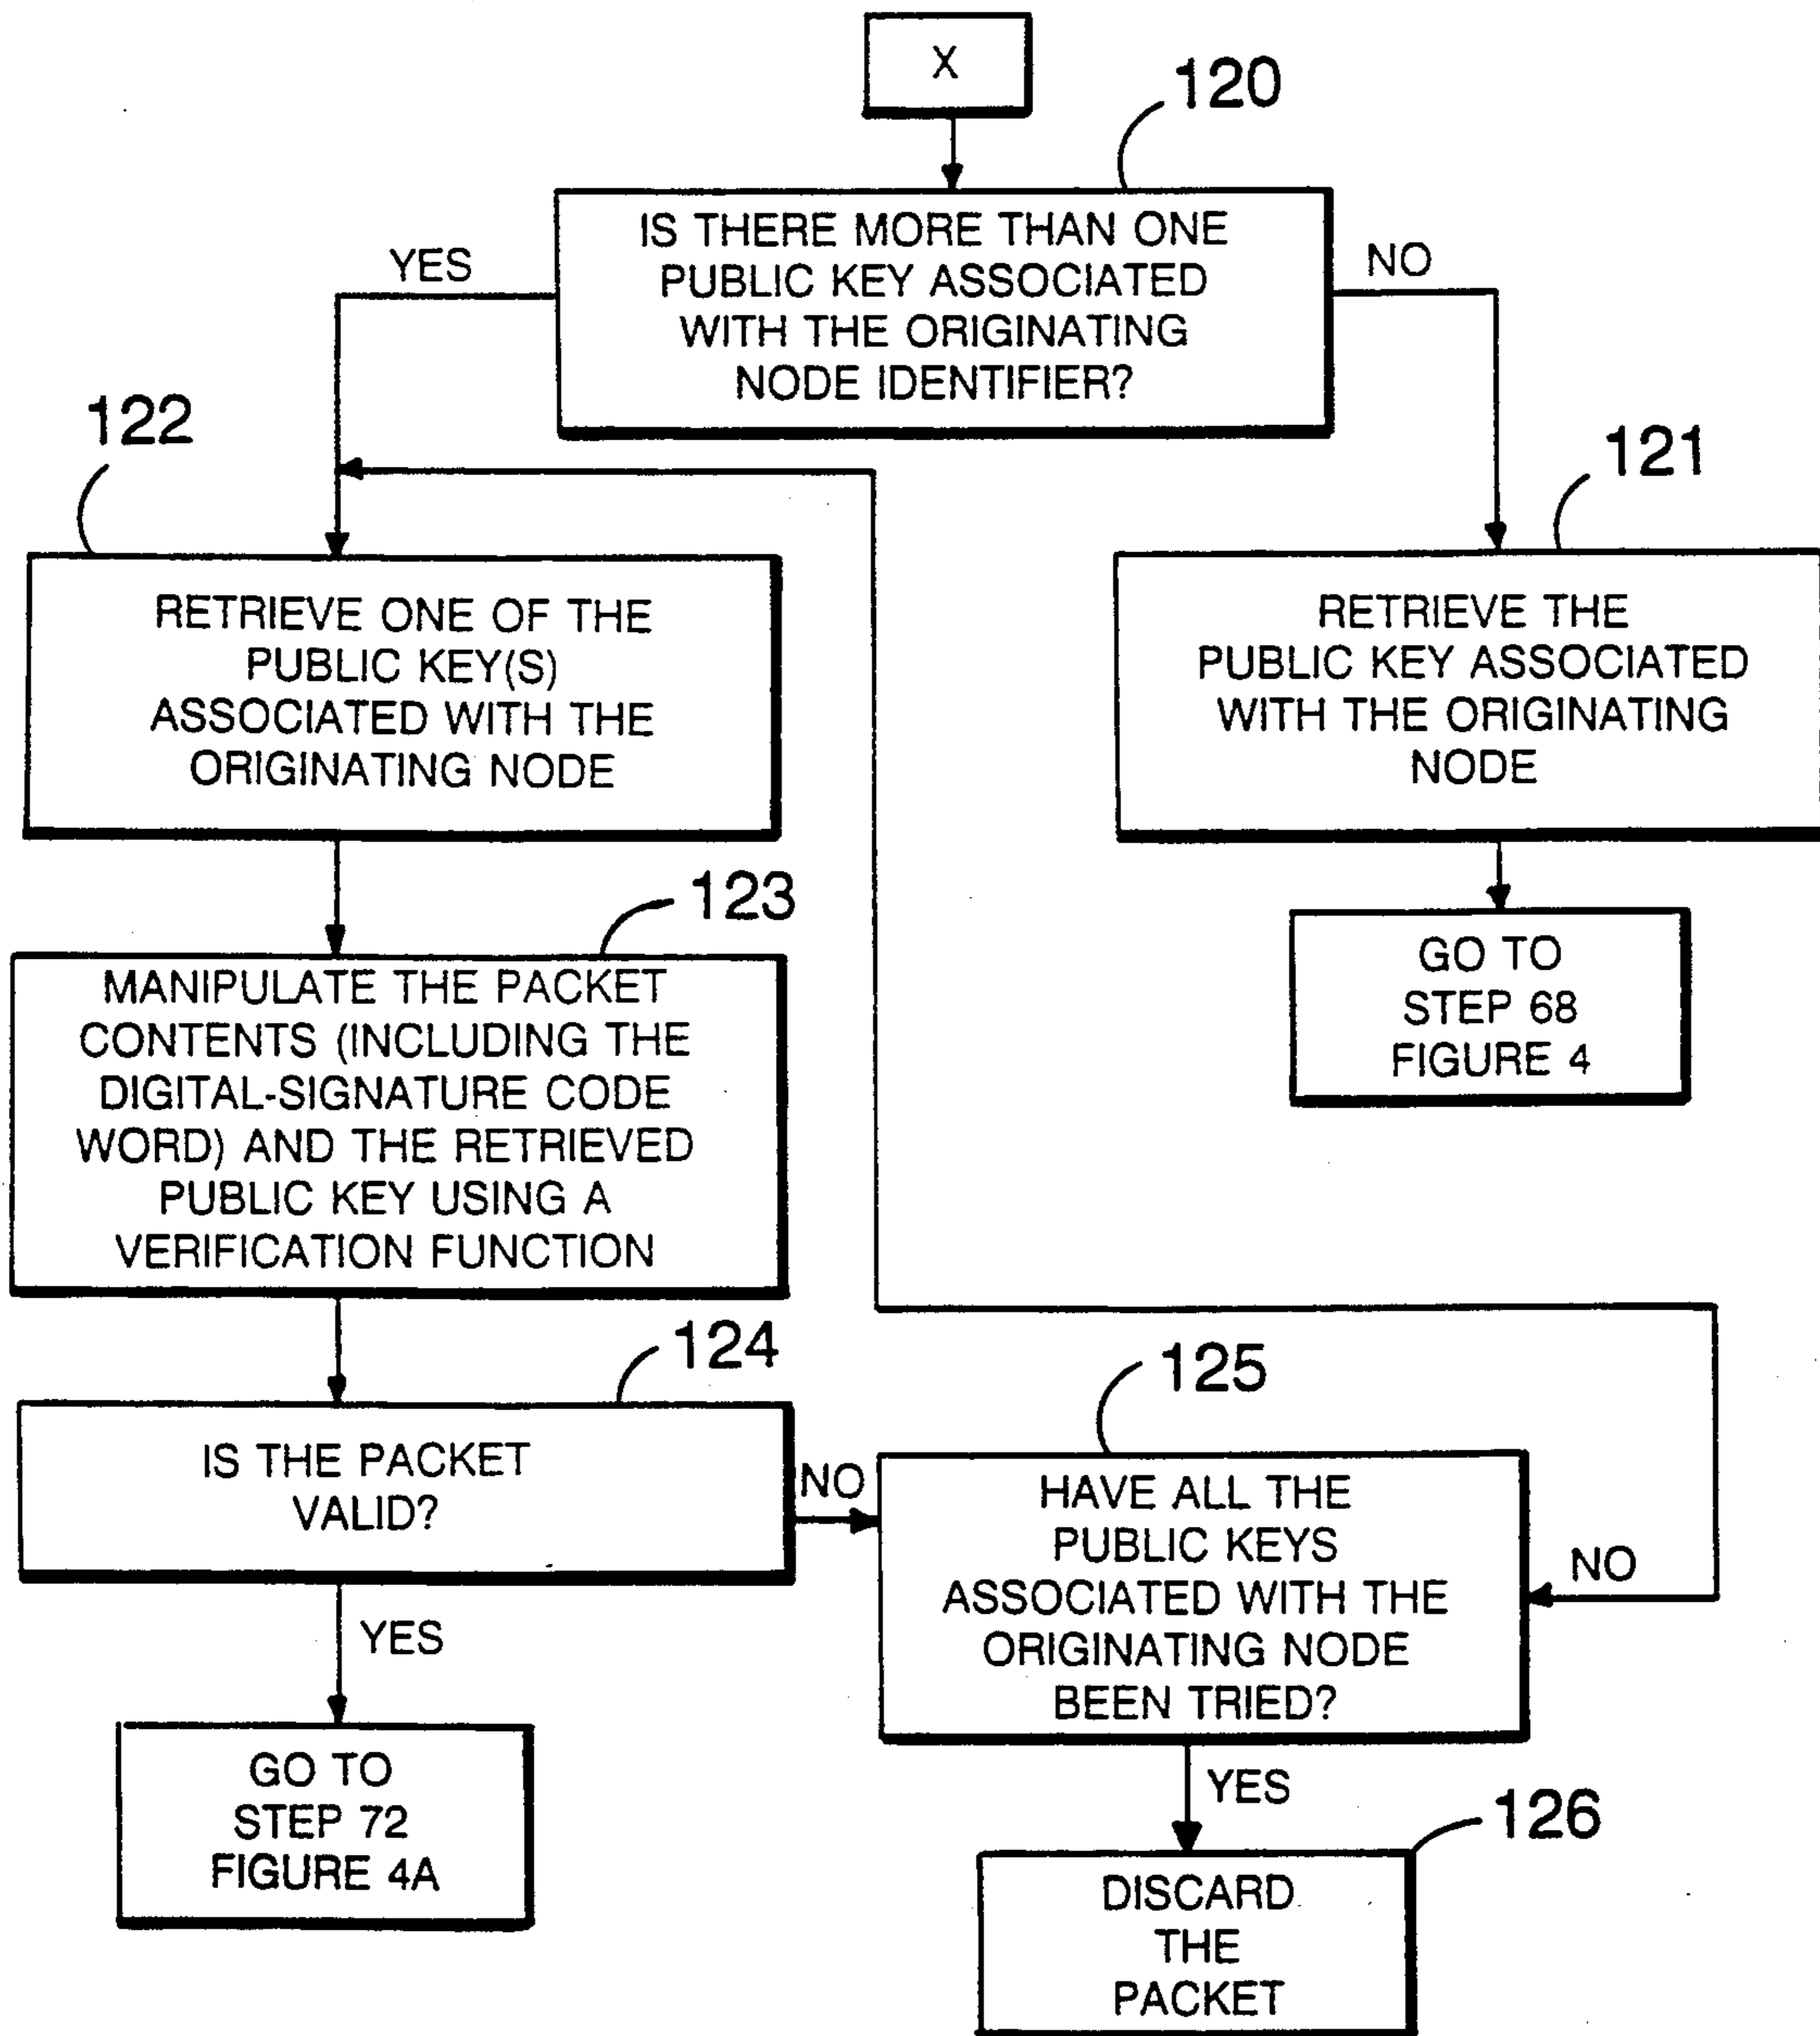 X
120
IS THERE MORE THAN ONE
PUBLIC KEY ASSOCIATED
WITH THE ORIGINATING
NODE IDENTIFIER?
YES
NO
122
121
RETRIEVE ONE OF THE
PUBLIC KEY(S)
ASSOCIATED WITH THE
ORIGINATING NODE
RETRIEVE THE
PUBLIC KEY ASSOCIATED
WITH THE ORIGINATING
NODE
123
GO TO
STEP 68
FIGURE 4
MANIPULATE THE PACKET
CONTENTS (INCLUDING THE
DIGITAL-SIGNATURE CODE
WORD) AND THE RETRIEVED
PUBLIC KEY USING A
VERIFICATION FUNCTION
124
125
IS THE PACKET
VALID?
NO
HAVE ALL THE
PUBLIC KEYS
ASSOCIATED WITH THE
ORIGINATING NODE
BEEN TRIED?
NO
YES
GO TO
STEP 72
FIGURE 4A
YES
126
DISCARD
THE
PACKET